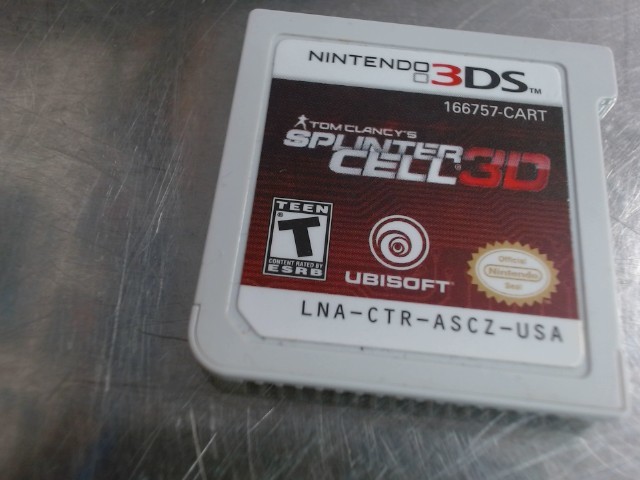 NINTENDO 3DS™
166757-CART
TOM CLANCY'S
SPLINTER
CELL 3D
TEEN
T
CONTENT RATED BY
ESRB
UBISOFT
Official
Nintendo
Seal
LNA-CTR-ASCZ-USA